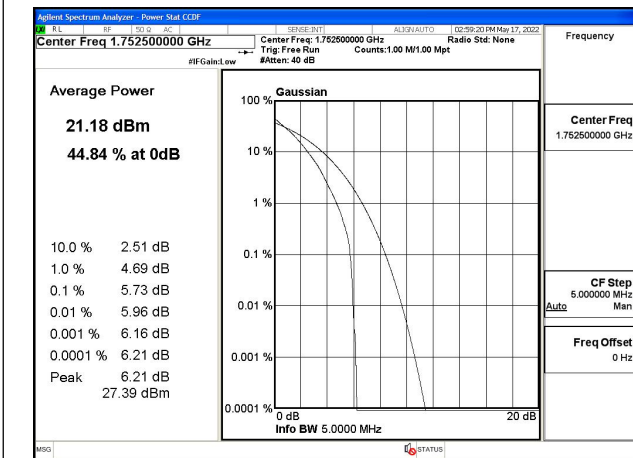 Agilent Spectrum Analyzer - Power Stat CCDF
RL RF 50 Ω AC SENSE:INT ALIGNAUTO 02:59:20 PM May 17, 2022
Center Freq 1.752500000 GHz
Center Freq: 1.752500000 GHz Radio Std: None
Trig: Free Run Counts:1.00 M/1.00 Mpt
#IFGain:Low #Atten: 40 dB
Frequency
Average Power
21.18 dBm
44.84 % at 0dB
10.0 % 2.51 dB
1.0 % 4.69 dB
0.1 % 5.73 dB
0.01 % 5.96 dB
0.001 % 6.16 dB
0.0001 % 6.21 dB
Peak 6.21 dB
27.39 dBm
Gaussian
100 %
10 %
1 %
0.1 %
0.01 %
0.001 %
0.0001 %
0 dB 20 dB
Info BW 5.0000 MHz
Center Freq
1.752500000 GHz
CF Step
5.000000 MHz
Auto Man
Freq Offset
0 Hz
MSG STATUS